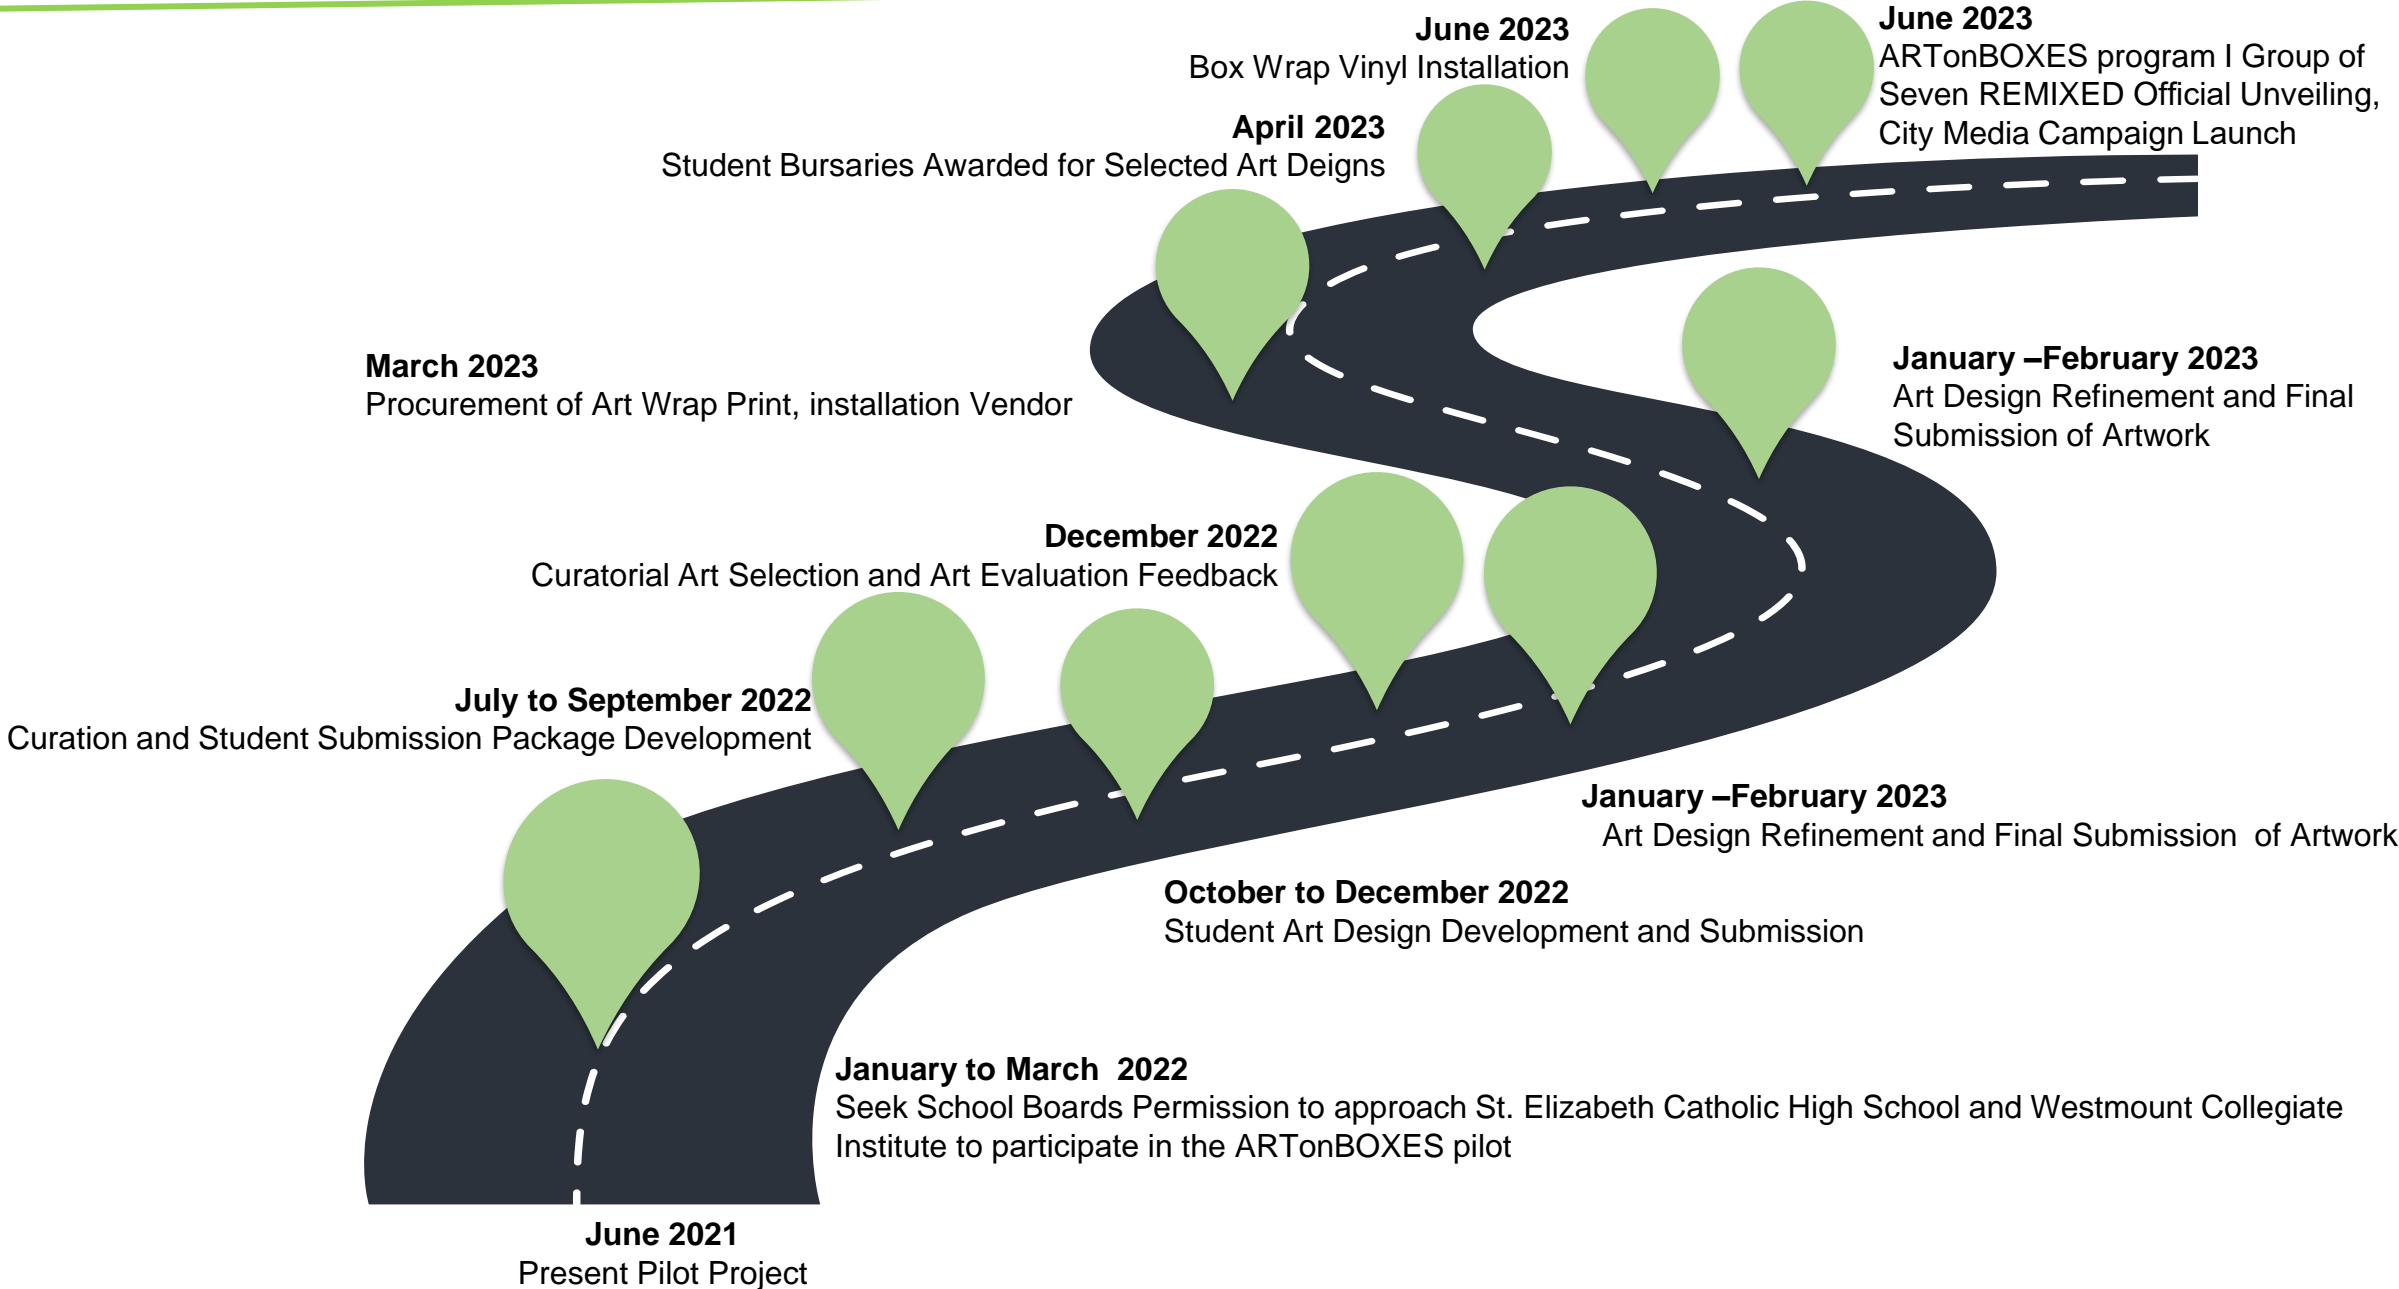 June 2023
Box Wrap Vinyl Installation
June 2023
ARTonBOXES program I Group of
Seven REMIXED Official Unveiling,
City Media Campaign Launch
April 2023
Student Bursaries Awarded for Selected Art Deigns
March 2023
Procurement of Art Wrap Print, installation Vendor
January –February 2023
Art Design Refinement and Final
Submission of Artwork
December 2022
Curatorial Art Selection and Art Evaluation Feedback
July to September 2022
Curation and Student Submission Package Development
January –February 2023
Art Design Refinement and Final Submission  of Artwork
October to December 2022
Student Art Design Development and Submission
January to March  2022
Seek School Boards Permission to approach St. Elizabeth Catholic High School and Westmount Collegiate
Institute to participate in the ARTonBOXES pilot
June 2021
Present Pilot Project